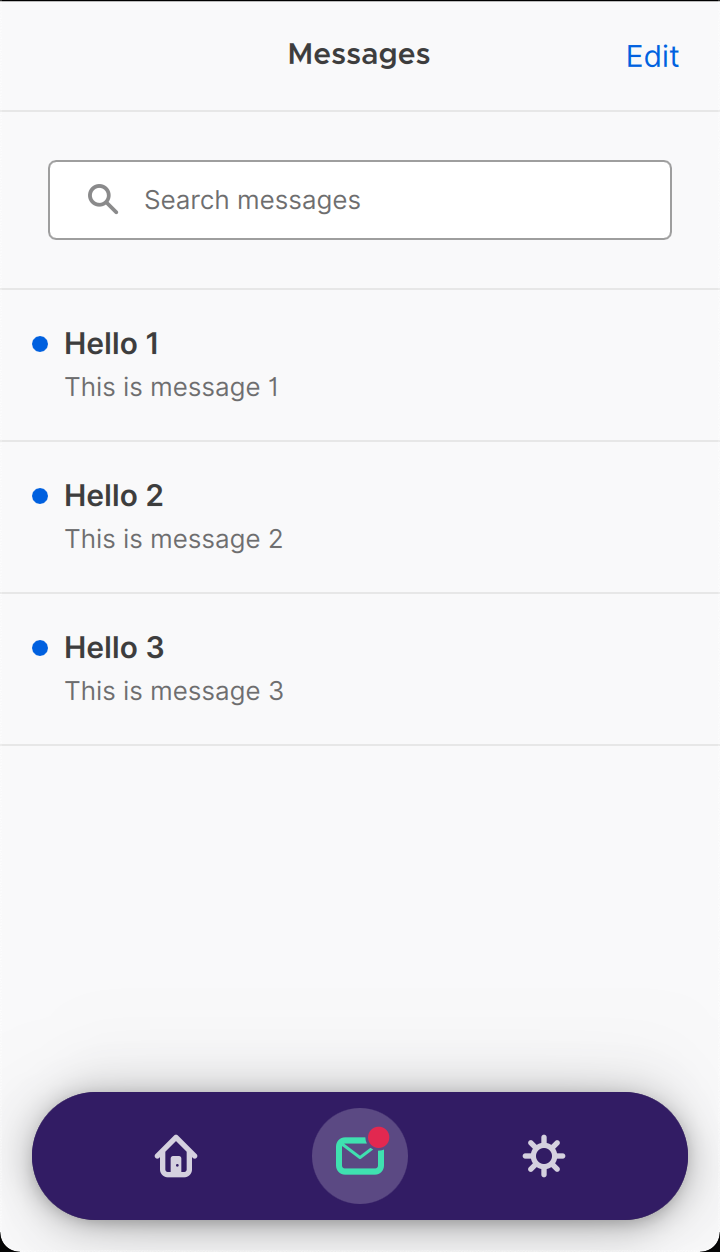 Messages
Edit
Search messages
Hello 1
This is message 1
Hello 2
This is message 2
Hello 3
This is message 3